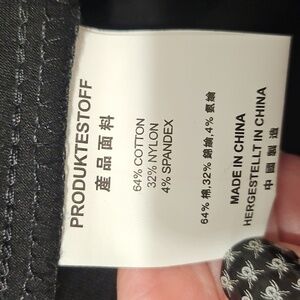 PRODUKTESTOFF
產品面料
64% COTTON
32% NYLON
4% SPANDEX
64% 棉,32% 錦綸,4% 氨綸
MADE IN CHINA
HERGESTELLT IN CHINA
中國製造